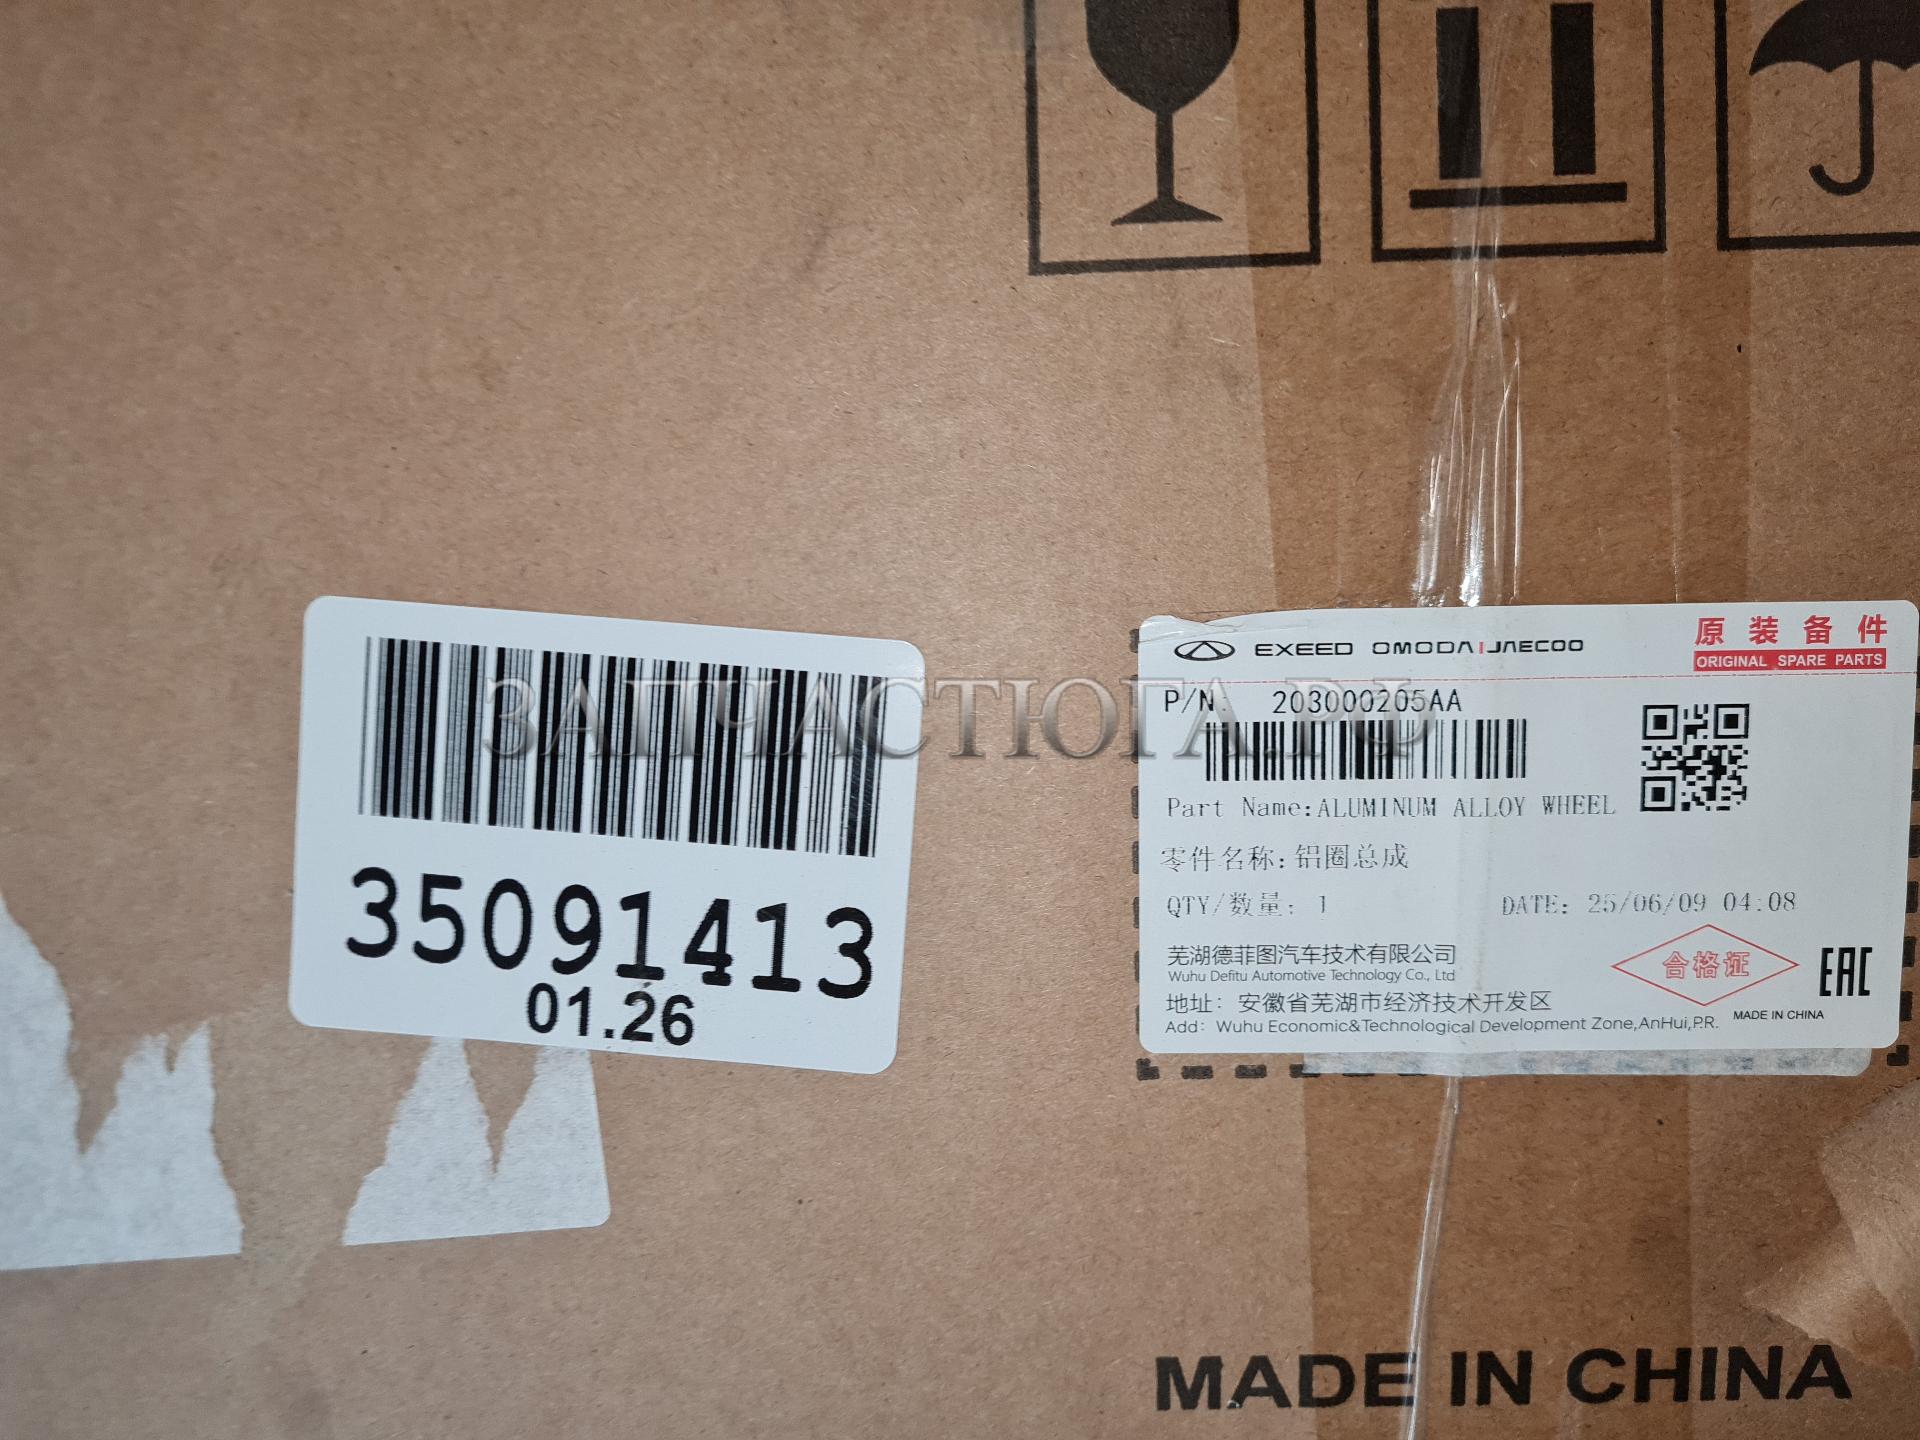 35091413
01.26
ЗАПЧАСТЮГА.РФ
EXEED OMODA|JAECOO
原装备件
ORIGINAL SPARE PARTS
P/N: 203000205AA
Part Name:ALUMINUM ALLOY WHEEL
零件名称:铝圈总成
QTY/数量: 1 DATE: 25/06/09 04:08
芜湖德菲图汽车技术有限公司
Wuhu Defitu Automotive Technology Co., Ltd
合格证
EAC
地址: 安徽省芜湖市经济技术开发区
Add: Wuhu Economic&Technological Development Zone,AnHui,P.R.
MADE IN CHINA
MADE IN CHINA